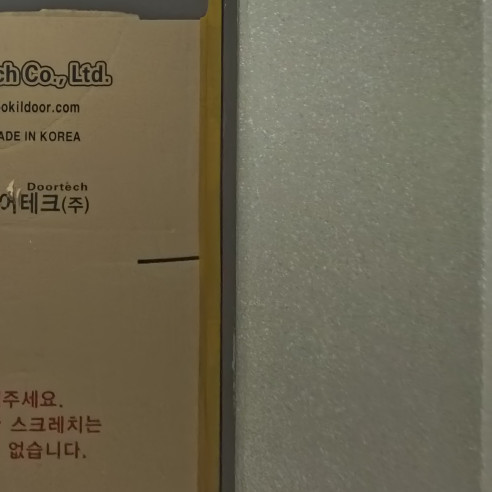 ch Co., Ltd.
okildoor.com
ADE IN KOREA
Doortech
어테크(주)
주세요.
스크레치는
없습니다.